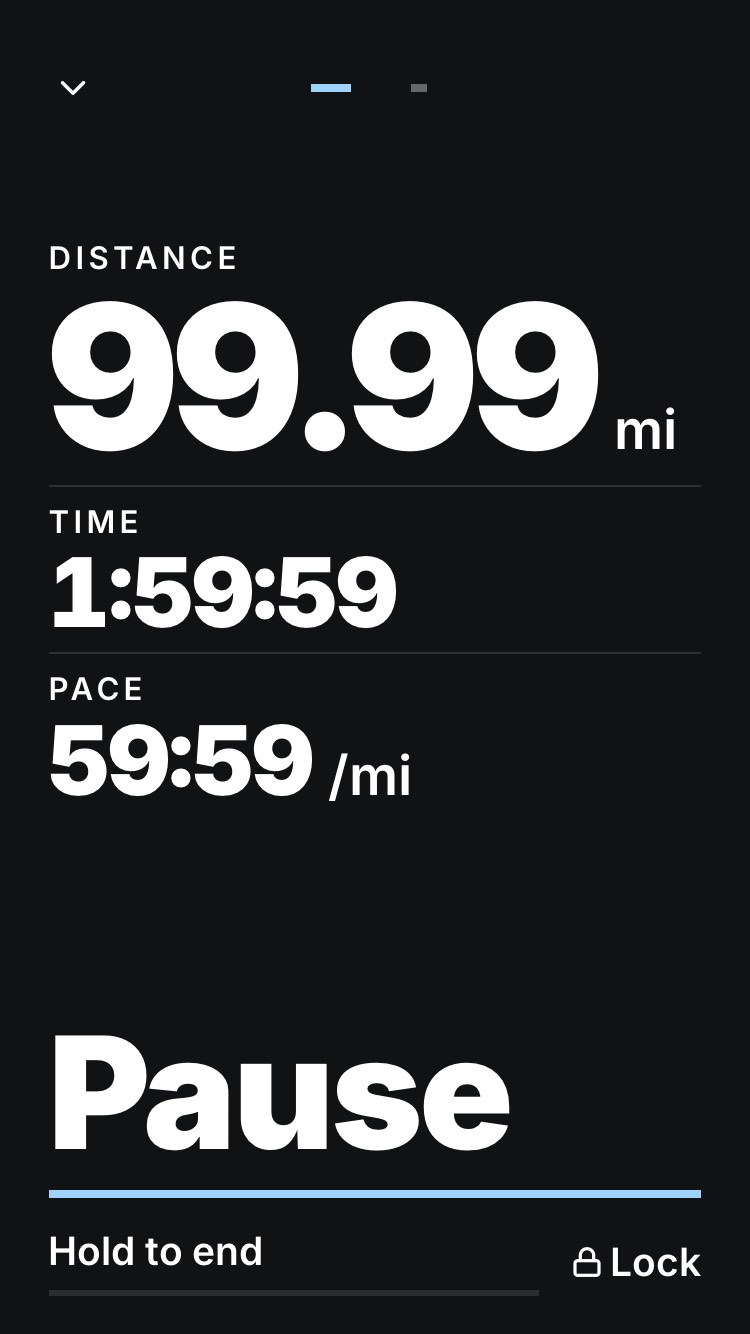 DISTANCE
99.99 mi
TIME
1:59:59
PACE
59:59 /mi
Pause
Hold to end
Lock